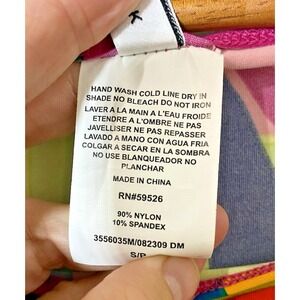 K
HAND WASH COLD LINE DRY IN
SHADE NO BLEACH DO NOT IRON
LAVER A LA MAIN A L'EAU FROIDE
ETENDRE A L'OMBRE NE PAS
JAVELLISER NE PAS REPASSER
LAVADO A MANO CON AGUA FRIA
COLGAR A SECAR EN LA SOMBRA
NO USE BLANQUEADOR NO
PLANCHAR
MADE IN CHINA
RN#59526
90% NYLON
10% SPANDEX
3556035M/082309 DM
S/P